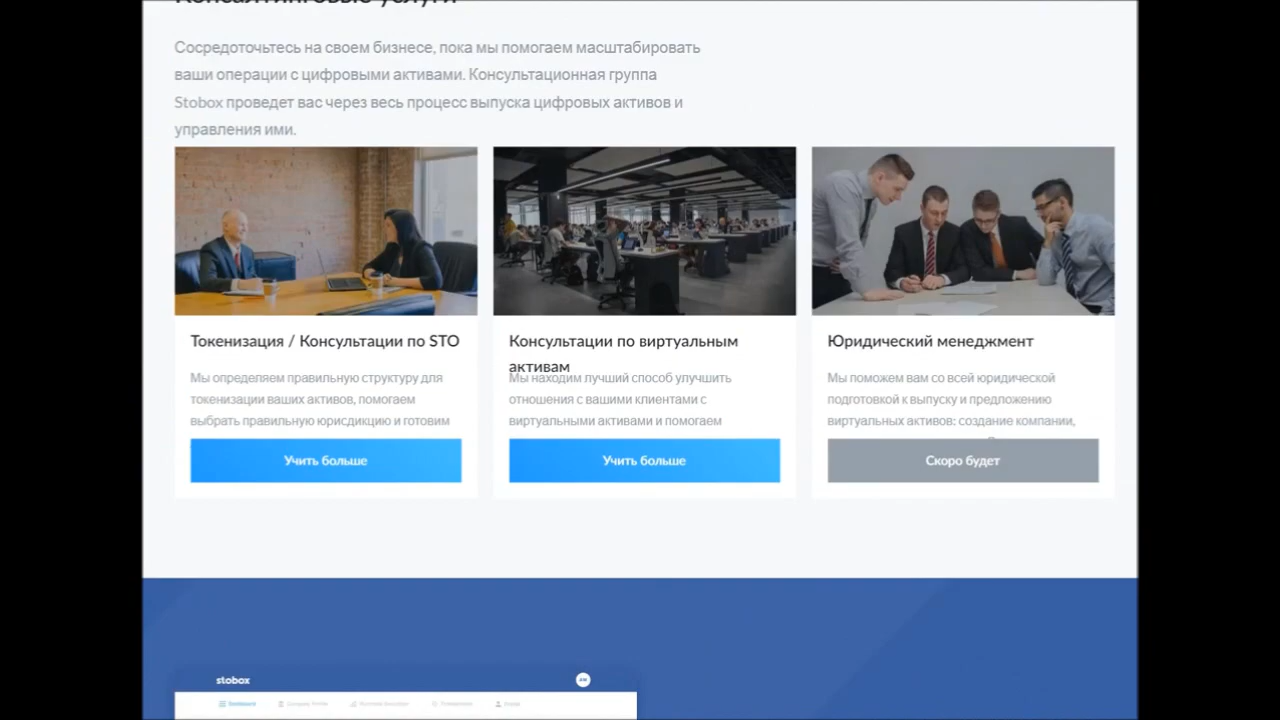 Консалтинговые услуги
Сосредоточьтесь на своем бизнесе, пока мы помогаем масштабировать
ваши операции с цифровыми активами. Консультационная группа
Stobox проведет вас через весь процесс выпуска цифровых активов и
управления ими.
Токенизация / Консультации по STO
Мы определяем правильную структуру для
токенизации ваших активов, помогаем
выбрать правильную юрисдикцию и готовим
Учить больше
Консультации по виртуальным
активам
Мы находим лучший способ улучшить
отношения с вашими клиентами с
виртуальными активами и помогаем
Учить больше
Юридический менеджмент
Мы поможем вам со всей юридической
подготовкой к выпуску и предложению
виртуальных активов: создание компании,
Скоро будет
stobox
Dashboard